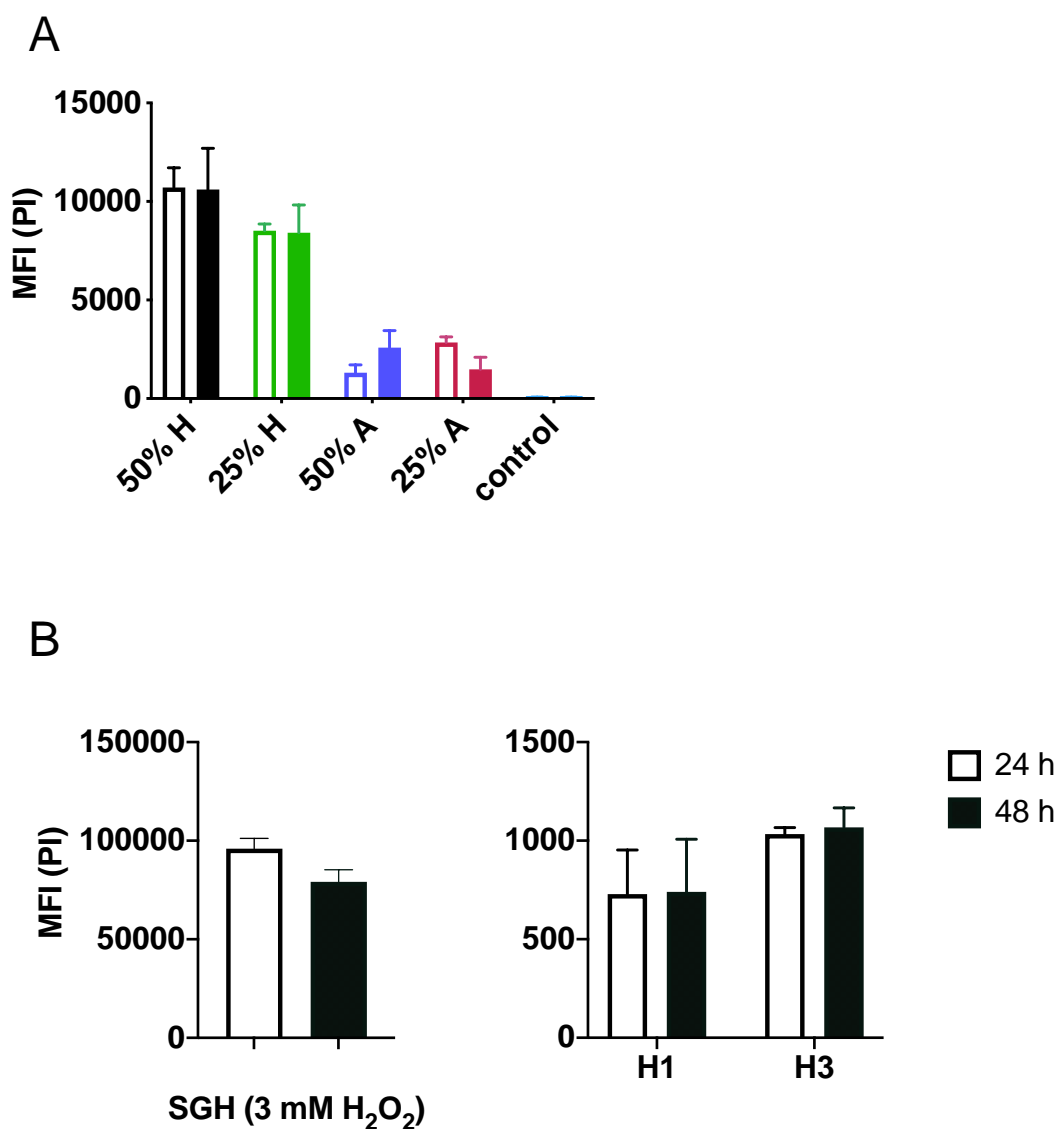 A
MFI (PI)
15000
10000
5000
0
50% H
25% H
50% A
25% A
control
B
MFI (PI)
150000
100000
50000
0
SGH (3 mM H₂O₂)
1500
1000
500
0
H1
H3
24 h
48 h